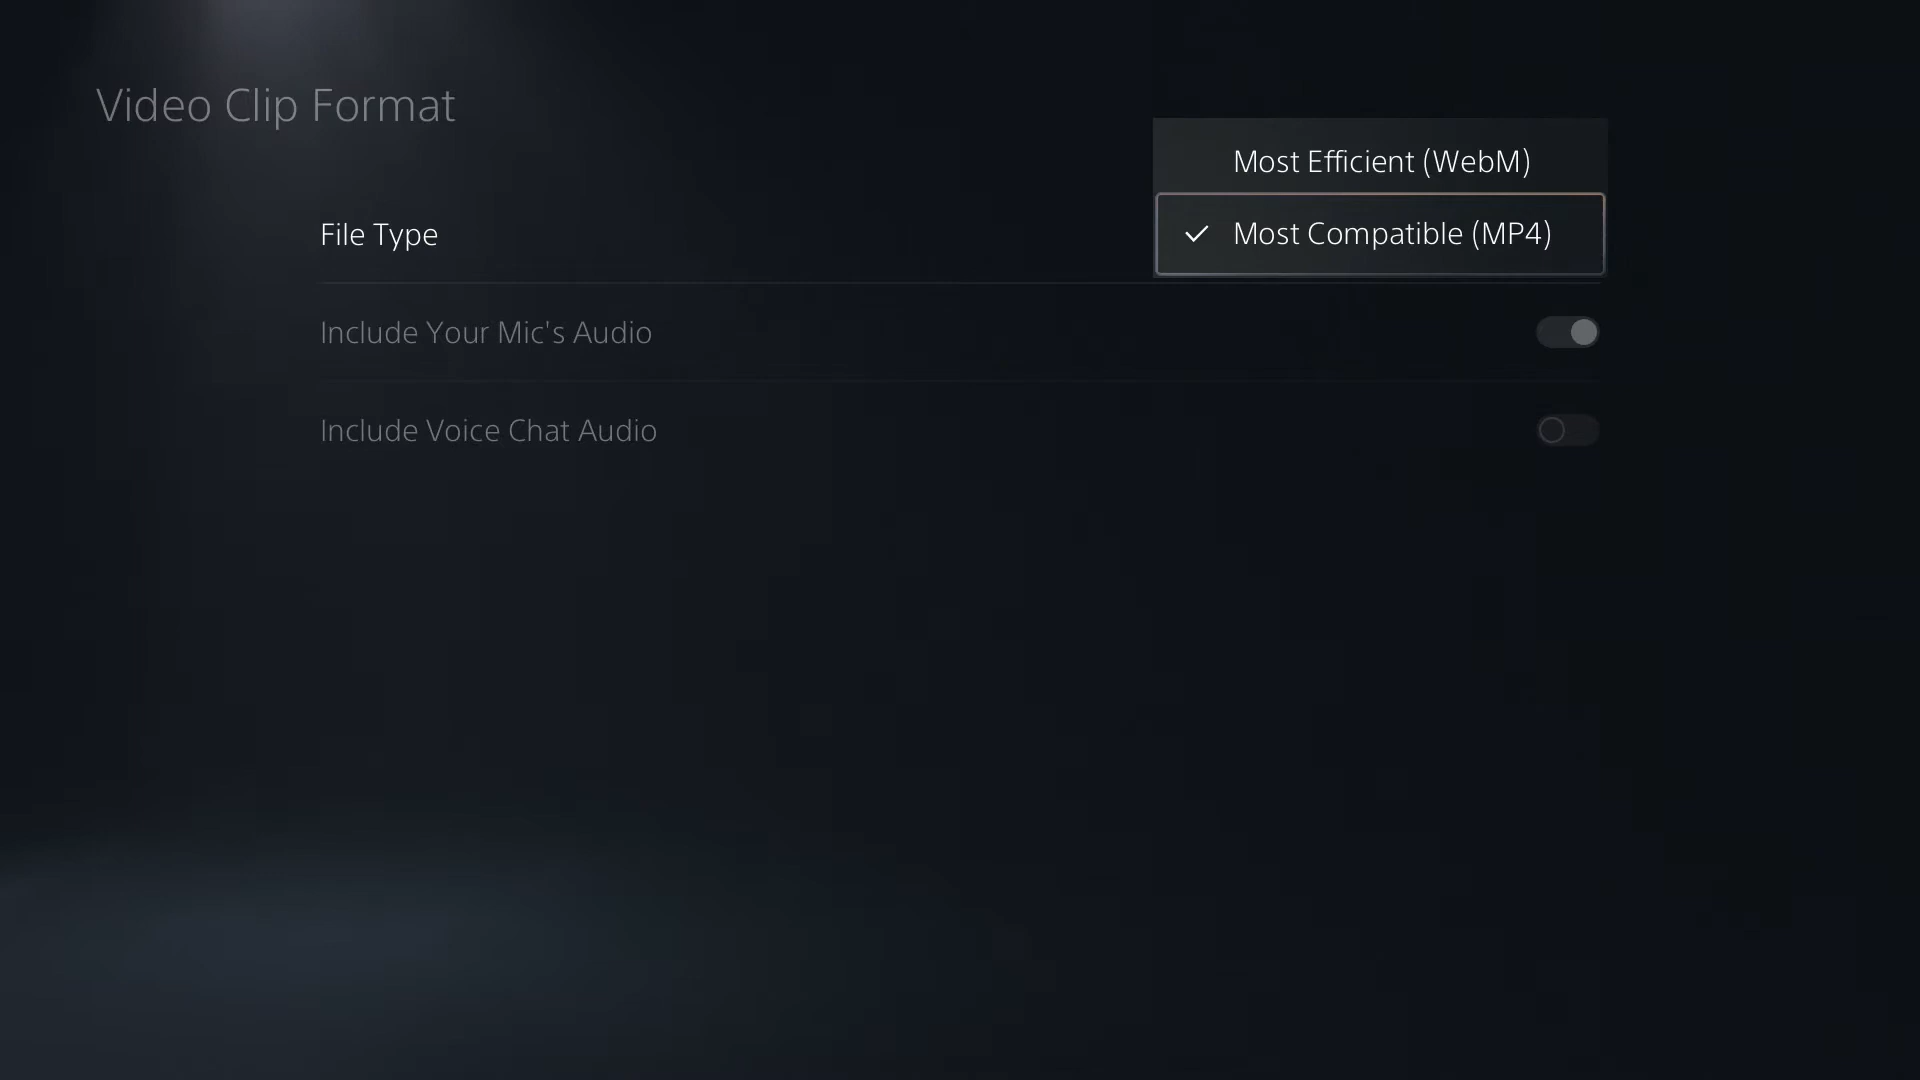 Video Clip Format
Most Efficient (WebM)
File Type
Most Compatible (MP4)
Include Your Mic's Audio
Include Voice Chat Audio